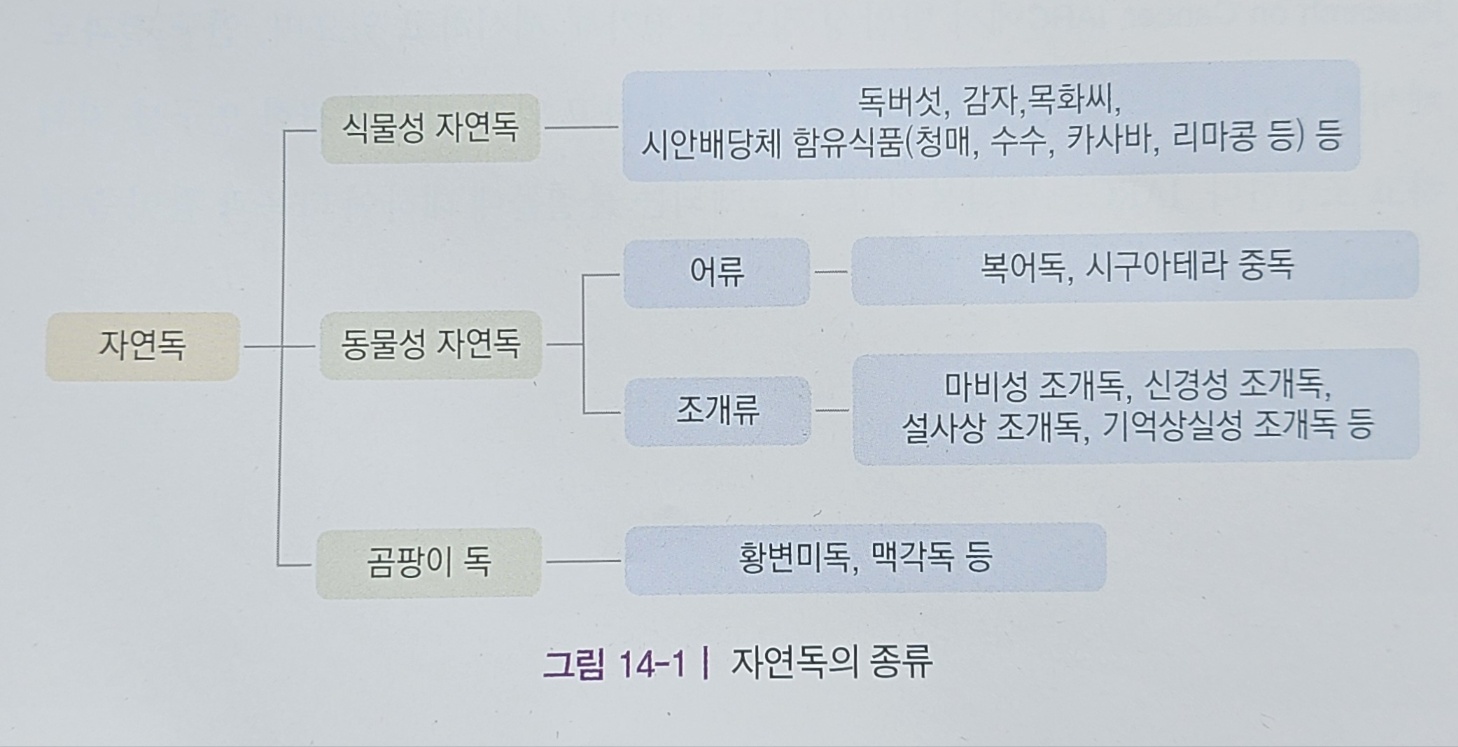 식물성 자연독
독버섯, 감자,목화씨,
시안배당체 함유식품(청매, 수수, 카사바, 리마콩 등) 등
자연독
동물성 자연독
어류
복어독, 시구아테라 중독
조개류
마비성 조개독, 신경성 조개독,
설사상 조개독, 기억상실성 조개독 등
곰팡이 독
황변미독, 맥각독 등
그림 14-1 | 자연독의 종류